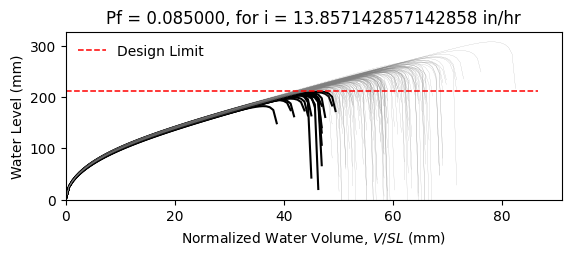 Pf = 0.085000, for i = 13.857142857142858 in/hr
Design Limit
Water Level (mm)
300
200
100
0
0 20 40 60 80
Normalized Water Volume, V/SL (mm)